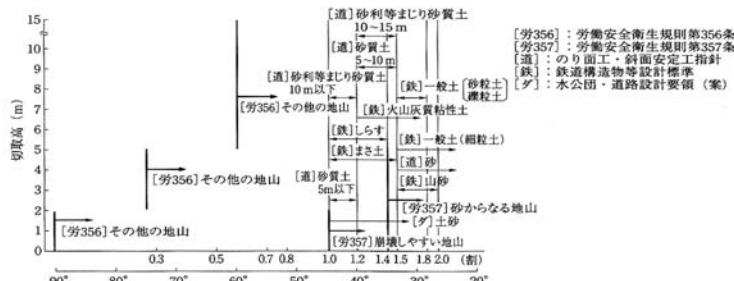 [道]砂利等まじり砂質土
10～15 m
[道]砂質土
5～10 m
[道]砂利等まじり砂質土
10 m以下
[鉄]一般土
砂粒土
礫粒土
[鉄]火山灰質粘性土
[労356]その他の地山
[鉄]しらす
[鉄]一般土(細粒土)
[鉄]まさ土
[道]砂
[労356]その他の地山
[道]砂質土
5m以下
[鉄]山砂
[労357]砂からなる地山
[労356]その他の地山
[ダ]土砂
[労357]崩壊しやすい地山
[労356]：労働安全衛生規則第356条
[労357]：労働安全衛生規則第357条
[道]：のり面工・斜面安定工指針
[鉄]：鉄道構造物等設計標準
[ダ]：水公団・道路設計要領（案）
切取高 (m)
15
10
9
8
7
6
5
4
3
2
1
0
0.3 0.5 0.7 0.8 1.0 1.2 1.4 1.5 1.8 2.0 (割)
90° 80° 70° 60° 50° 40° 30° 20°